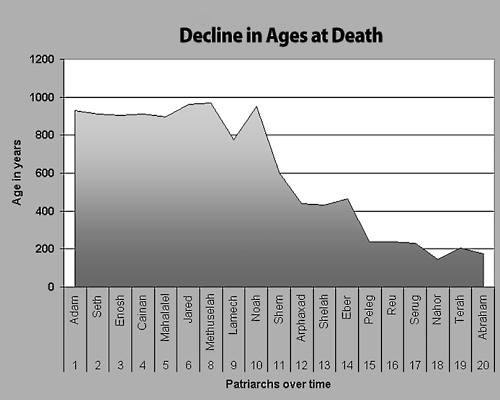 Decline in Ages at Death
1200
1000
800
600
400
200
0
Age in years
Adam
Seth
Enosh
Cainan
Mahalalel
Jared
Methuselah
Lamech
Noah
Shem
Arphaxad
Shelah
Eber
Peleg
Reu
Serug
Nahor
Terah
Abraham
1 2 3 4 5 6 7 8 9 10 11 12 13 14 15 16 17 18 19 20
Patriarchs over time